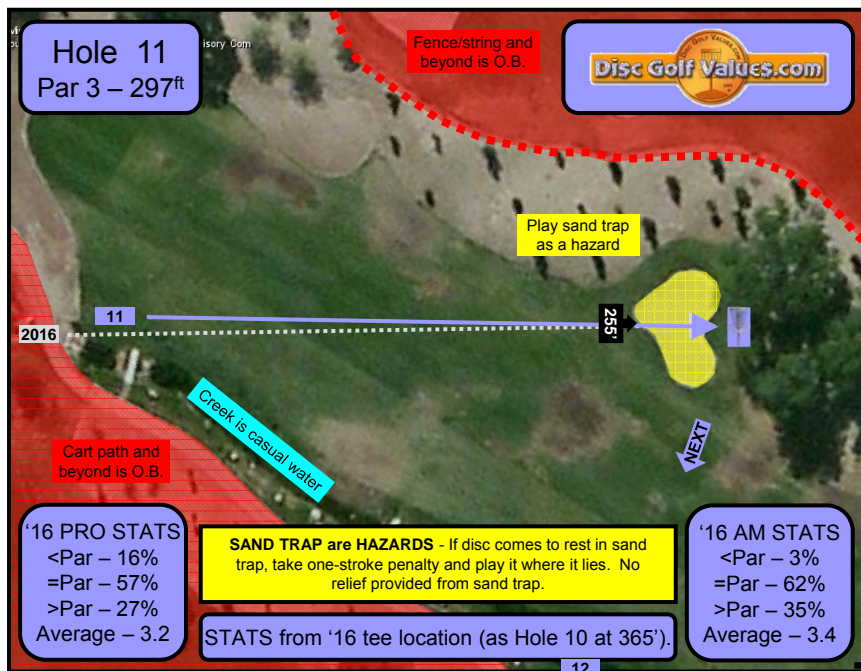 Hole 11
Par 3 – 297ft
isory Com
Fence/string and
beyond is O.B.
Disc Golf Values.com
Play sand trap
as a hazard
11
2016
255'
NEXT
Creek is casual water
Cart path and
beyond is O.B.
'16 PRO STATS
<Par – 16%
=Par – 57%
>Par – 27%
Average – 3.2
SAND TRAP are HAZARDS - If disc comes to rest in sand
trap, take one-stroke penalty and play it where it lies. No
relief provided from sand trap.
STATS from '16 tee location (as Hole 10 at 365').
'16 AM STATS
<Par – 3%
=Par – 62%
>Par – 35%
Average – 3.4
12